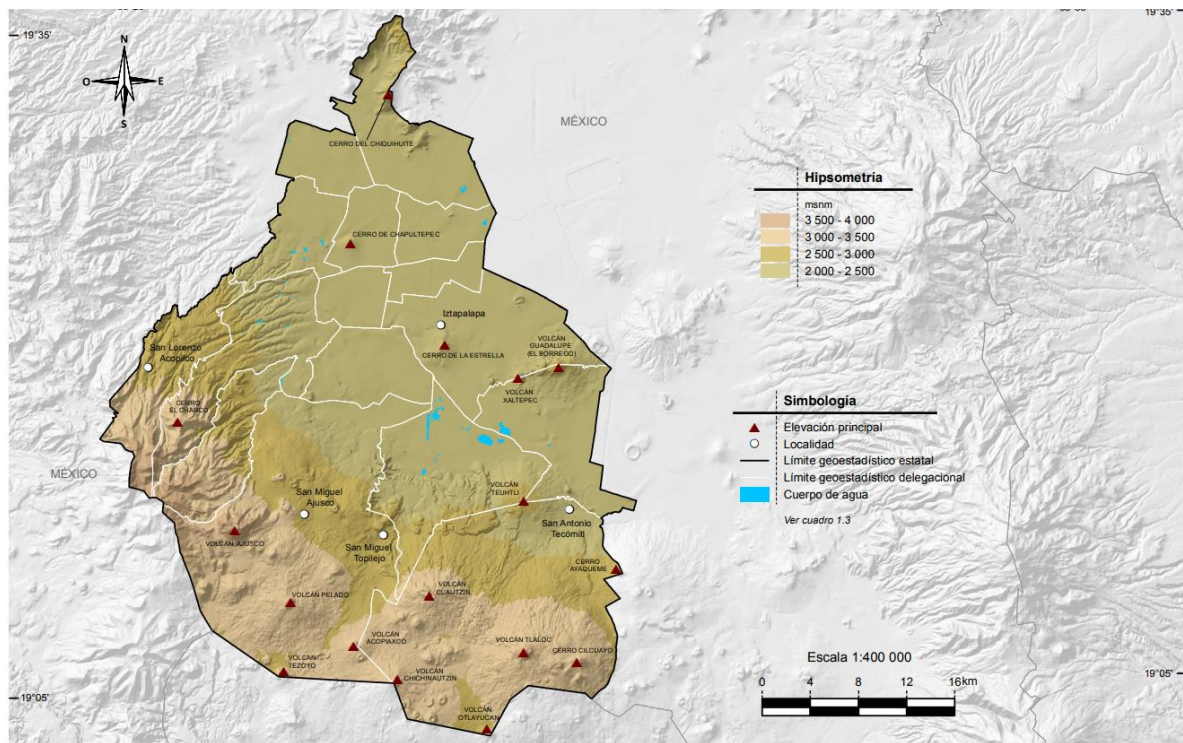 19°35'
19°35'
N
O
E
S
MÉXICO
CERRO DEL CHIQUIHUITE
Hipsometría
msnm
3 500 - 4 000
3 000 - 3 500
2 500 - 3 000
2 000 - 2 500
CERRO DE CHAPULTEPEC
Iztapalapa
CERRO DE LA ESTRELLA
VOLCÁN
GUADALUPE
(EL BORREGO)
VOLCÁN
XALTEPEC
San Lorenzo
Acopilco
CERRO
EL CHARCO
MÉXICO
Simbología
Elevación principal
Localidad
Límite geoestadístico estatal
Límite geoestadístico delegacional
Cuerpo de agua
Ver cuadro 1.3
San Miguel
Ajusco
VOLCÁN
TEUHTLI
San Antonio
Tecómitl
VOLCÁN AJUSCO
San Miguel
Topilejo
CERRO
AYAQUEME
VOLCÁN PELADO
VOLCÁN
CUAUTZIN
VOLCÁN
ACOPIAXCO
VOLCÁN TLALOC
CERRO CILCUAYO
VOLCÁN
TEZOYO
VOLCÁN
CHICHINAUTZIN
VOLCÁN
OTLAYUCAN
Escala 1:400 000
0 4 8 12 16km
19°05'
19°05'